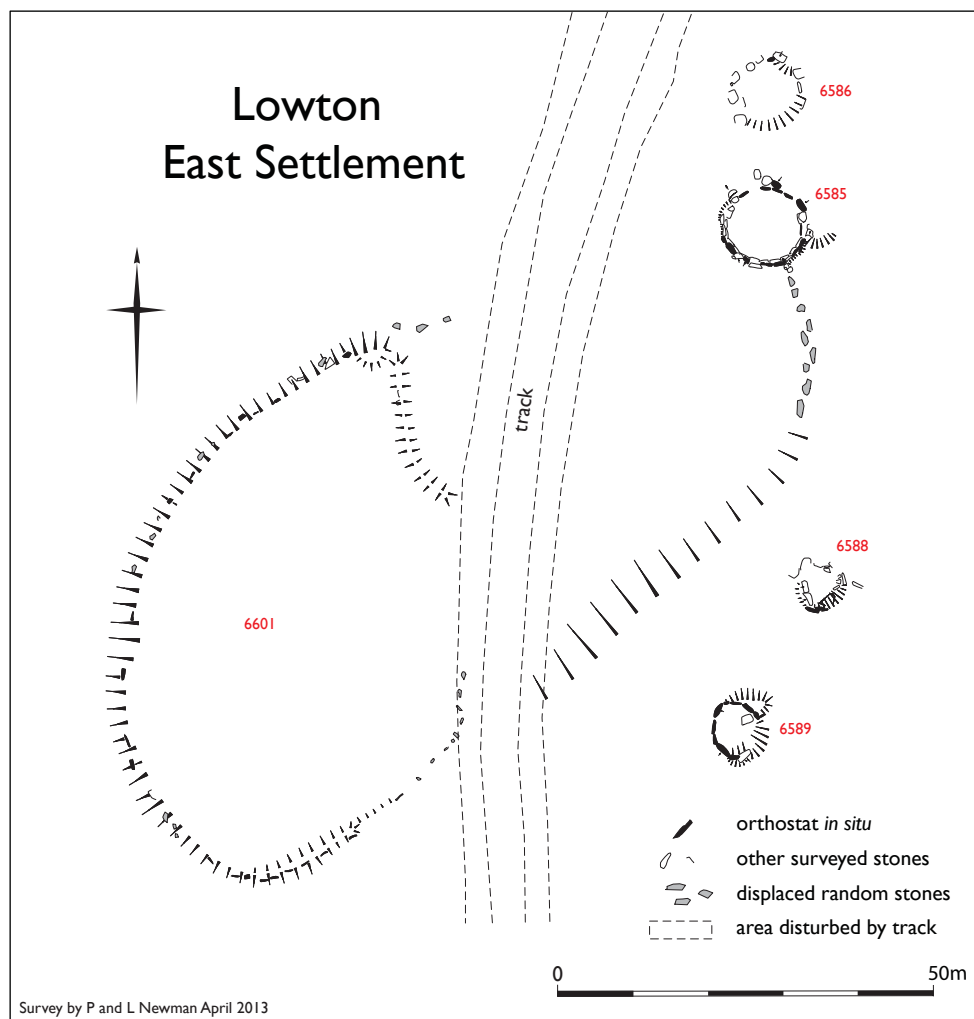 Lowton
East Settlement
6586
6585
track
6588
6601
6589
orthostat in situ
other surveyed stones
displaced random stones
area disturbed by track
0 50m
Survey by P and L Newman April 2013